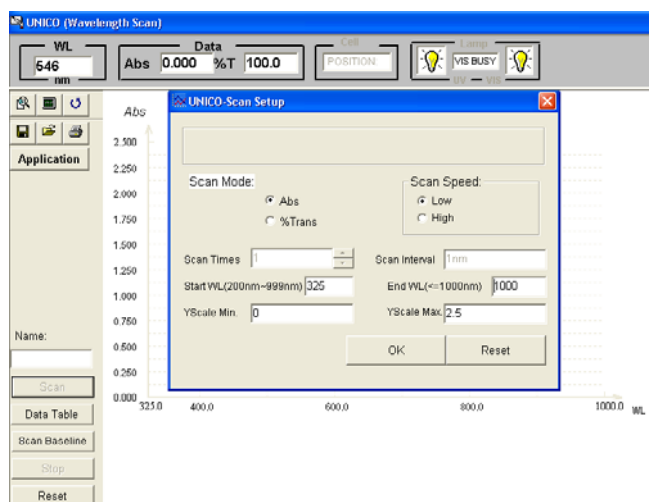 UNICO (Wavelength Scan)
WL
546
nm
Data
Abs 0.000 %T 100.0
Cell
POSITION
Lamp
VIS BUSY
UV VIS
Application
Name:
Scan
Data Table
Scan Baseline
Stop
Reset
Abs
2.500
2.250
2.000
1.750
1.500
1.250
1.000
0.750
0.500
0.250
0.000
325.0 400.0 600.0 800.0 1000.0 WL
UNICO-Scan Setup
Scan Mode:
Abs
%Trans
Scan Speed:
Low
High
Scan Times 1
Scan Interval 1nm
Start WL(200nm~999nm) 325
End WL(<=1000nm) 1000
YScale Min. 0
YScale Max. 2.5
OK
Reset